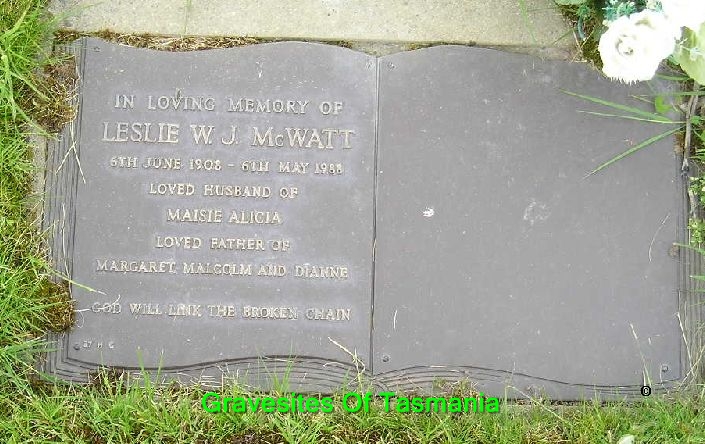 IN LOVING MEMORY OF
LESLIE W. J. McWATT
6TH JUNE 1908 - 6TH MAY 1988
LOVED HUSBAND OF
MAISIE ALICIA
LOVED FATHER OF
MARGARET, MALCOLM AND DIANNE
GOD WILL LINK THE BROKEN CHAIN
37 H C
Gravesites Of Tasmania
©